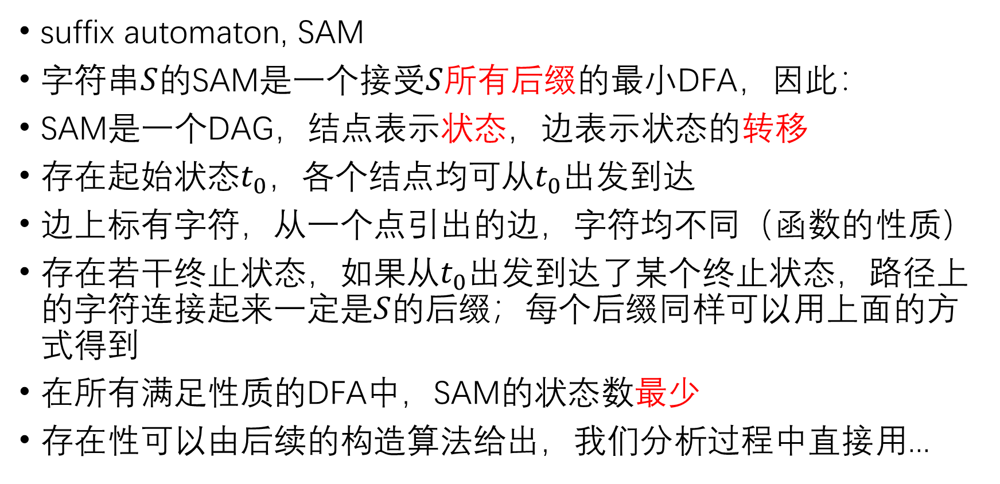 • suffix automaton, SAM
• 字符串S的SAM是一个接受S所有后缀的最小DFA，因此：
• SAM是一个DAG，结点表示状态，边表示状态的转移
• 存在起始状态t₀，各个结点均可从t₀出发到达
• 边上标有字符，从一个点引出的边，字符均不同（函数的性质）
• 存在若干终止状态，如果从t₀出发到达了某个终止状态，路径上
的字符连接起来一定是S的后缀；每个后缀同样可以用上面的方
式得到
• 在所有满足性质的DFA中，SAM的状态数最少
• 存在性可以由后续的构造算法给出，我们分析过程中直接用...